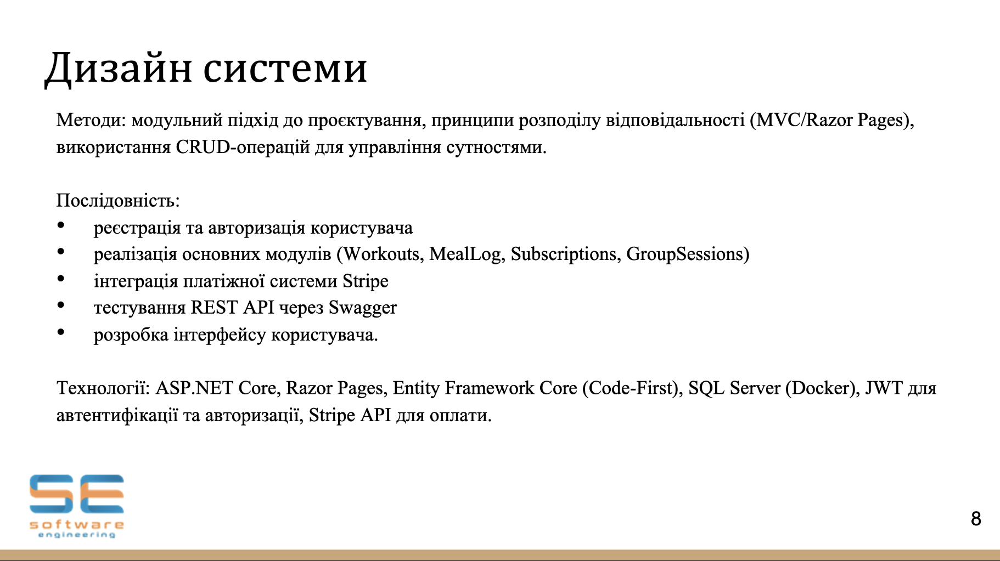 Дизайн системи
Методи: модульний підхід до проєктування, принципи розподілу відповідальності (MVC/Razor Pages),
використання CRUD-операцій для управління сутностями.
Послідовність:
• реєстрація та авторизація користувача
• реалізація основних модулів (Workouts, MealLog, Subscriptions, GroupSessions)
• інтеграція платіжної системи Stripe
• тестування REST API через Swagger
• розробка інтерфейсу користувача.
Технології: ASP.NET Core, Razor Pages, Entity Framework Core (Code-First), SQL Server (Docker), JWT для
автентифікації та авторизації, Stripe API для оплати.
SE
software
engineering
8